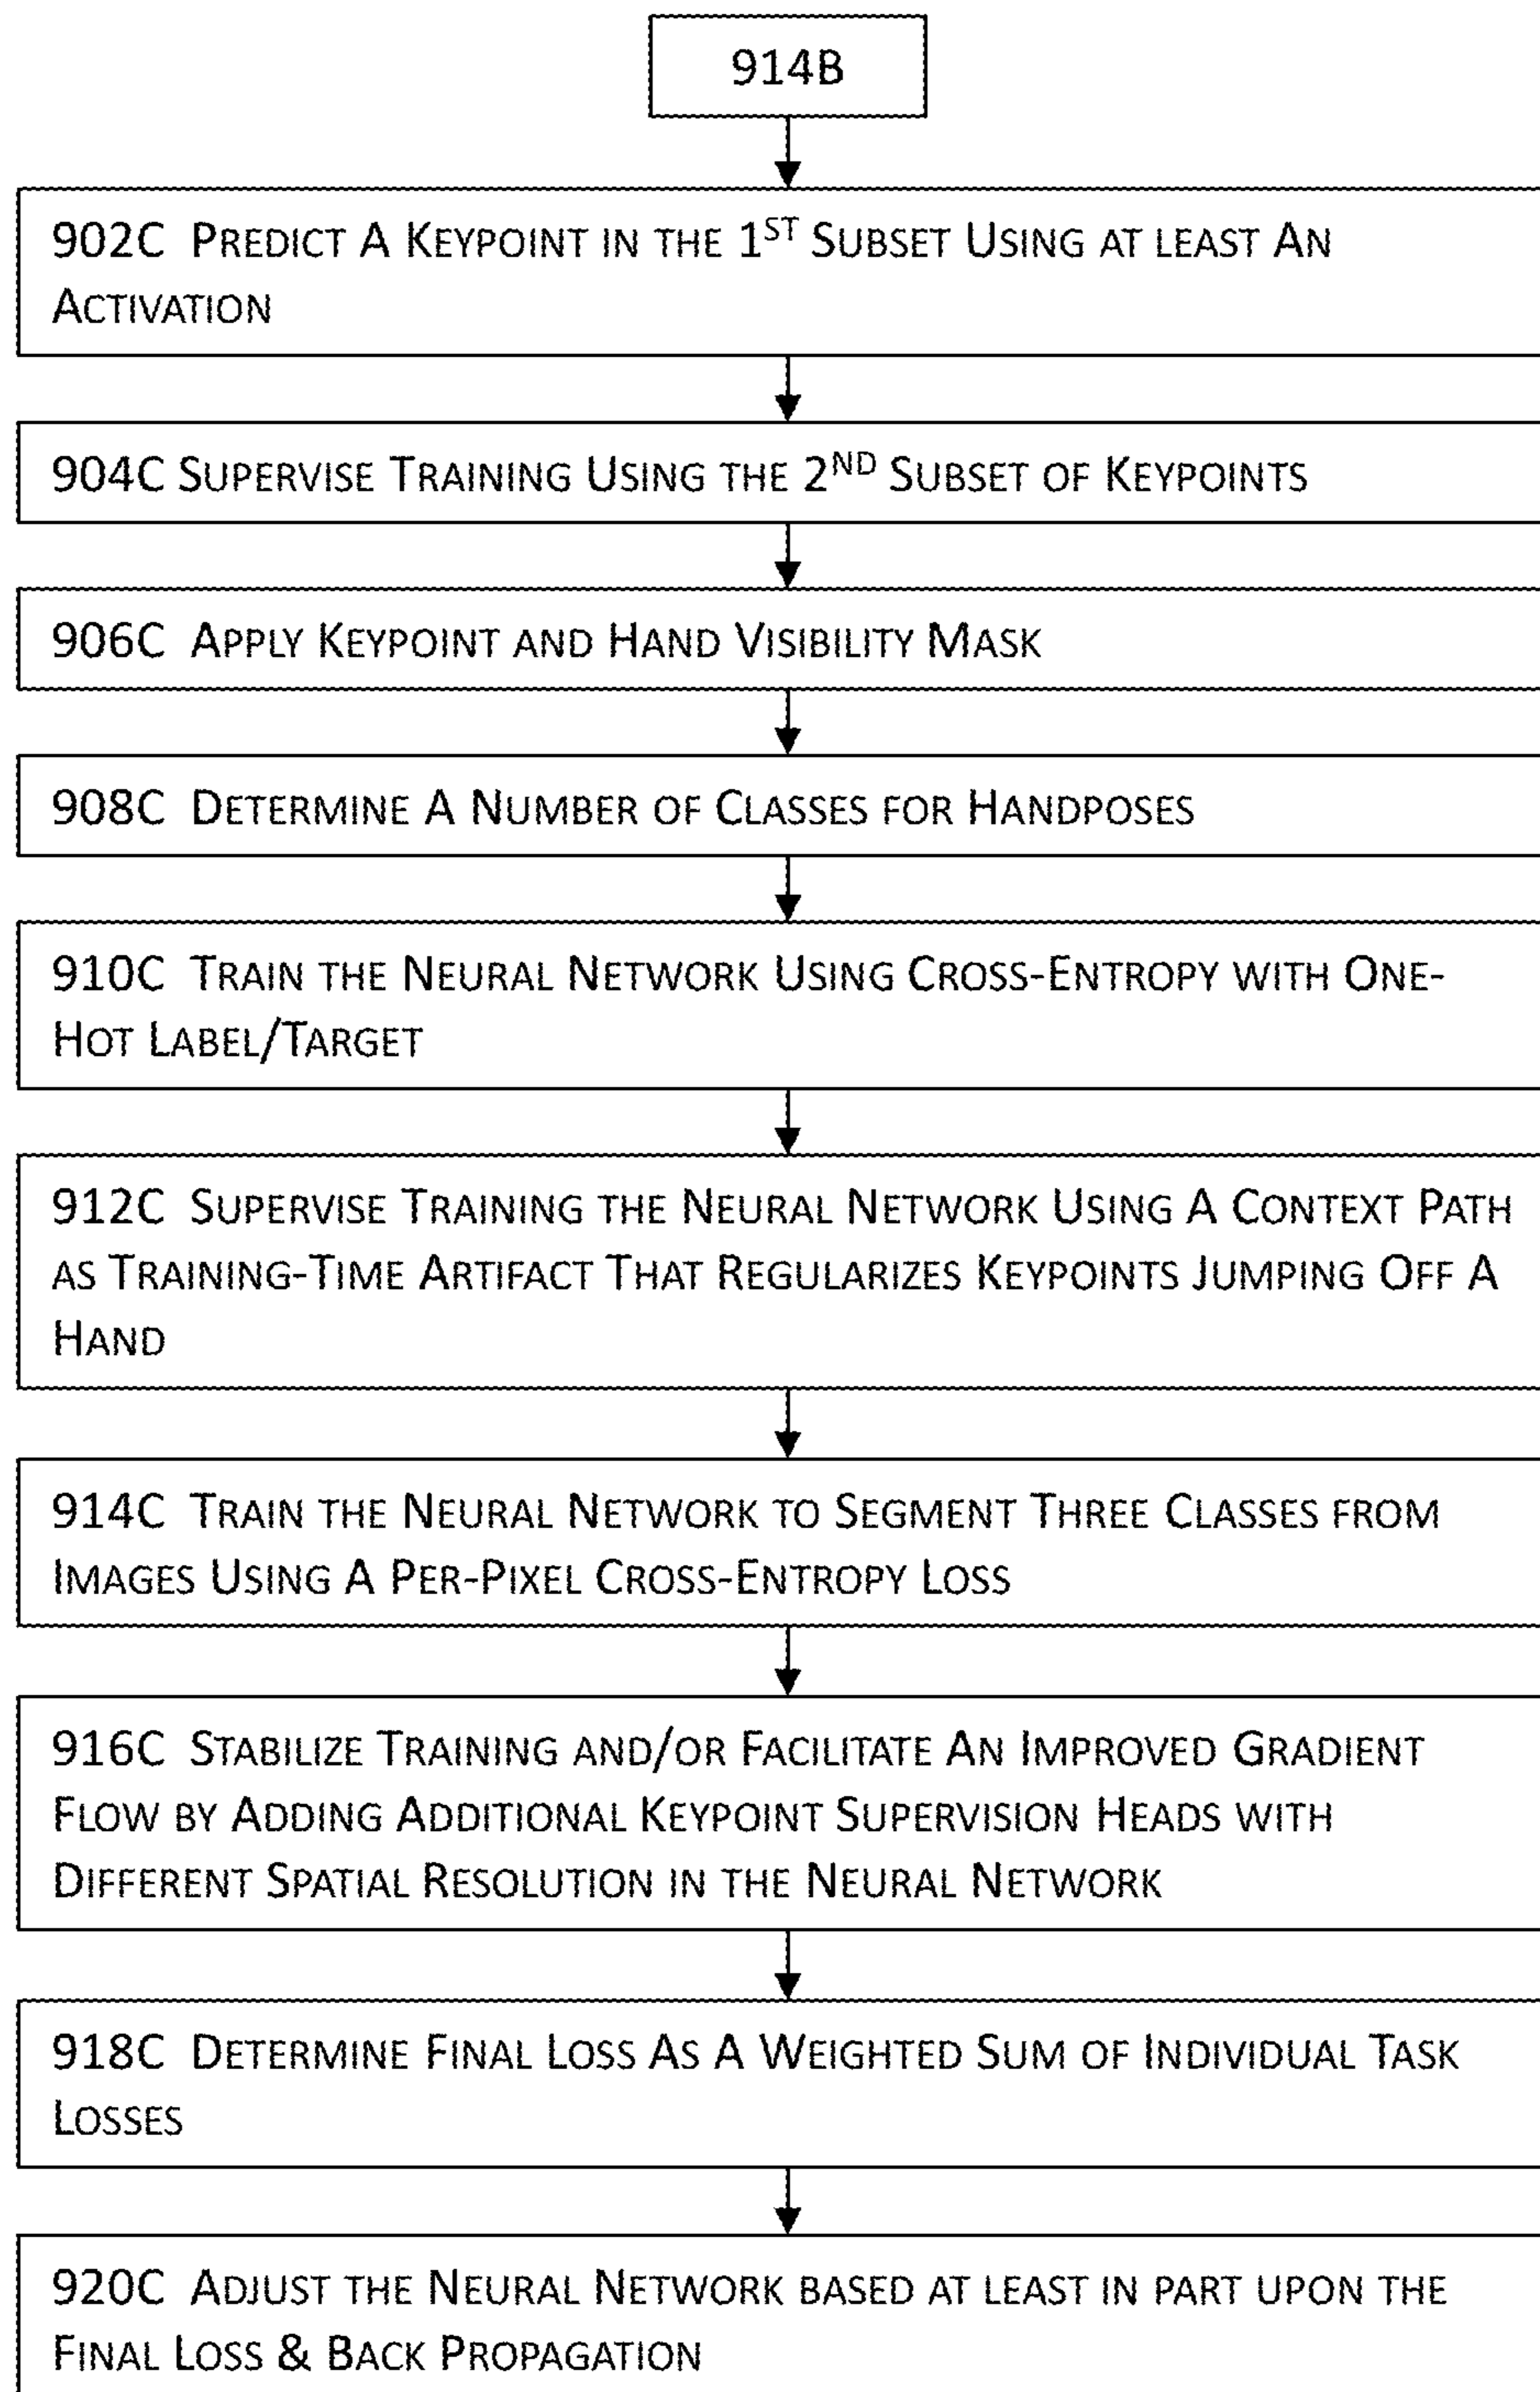 914B
902C PREDICT A KEYPOINT IN THE 1ST SUBSET USING AT LEAST AN
ACTIVATION
904C SUPERVISE TRAINING USING THE 2ND SUBSET OF KEYPOINTS
906C APPLY KEYPOINT AND HAND VISIBILITY MASK
908C DETERMINE A NUMBER OF CLASSES FOR HANDPOSES
910C TRAIN THE NEURAL NETWORK USING CROSS-ENTROPY WITH ONE-
HOT LABEL/TARGET
912C SUPERVISE TRAINING THE NEURAL NETWORK USING A CONTEXT PATH
AS TRAINING-TIME ARTIFACT THAT REGULARIZES KEYPOINTS JUMPING OFF A
HAND
914C TRAIN THE NEURAL NETWORK TO SEGMENT THREE CLASSES FROM
IMAGES USING A PER-PIXEL CROSS-ENTROPY LOSS
916C STABILIZE TRAINING AND/OR FACILITATE AN IMPROVED GRADIENT
FLOW BY ADDING ADDITIONAL KEYPOINT SUPERVISION HEADS WITH
DIFFERENT SPATIAL RESOLUTION IN THE NEURAL NETWORK
918C DETERMINE FINAL LOSS AS A WEIGHTED SUM OF INDIVIDUAL TASK
LOSSES
920C ADJUST THE NEURAL NETWORK BASED AT LEAST IN PART UPON THE
FINAL LOSS & BACK PROPAGATION